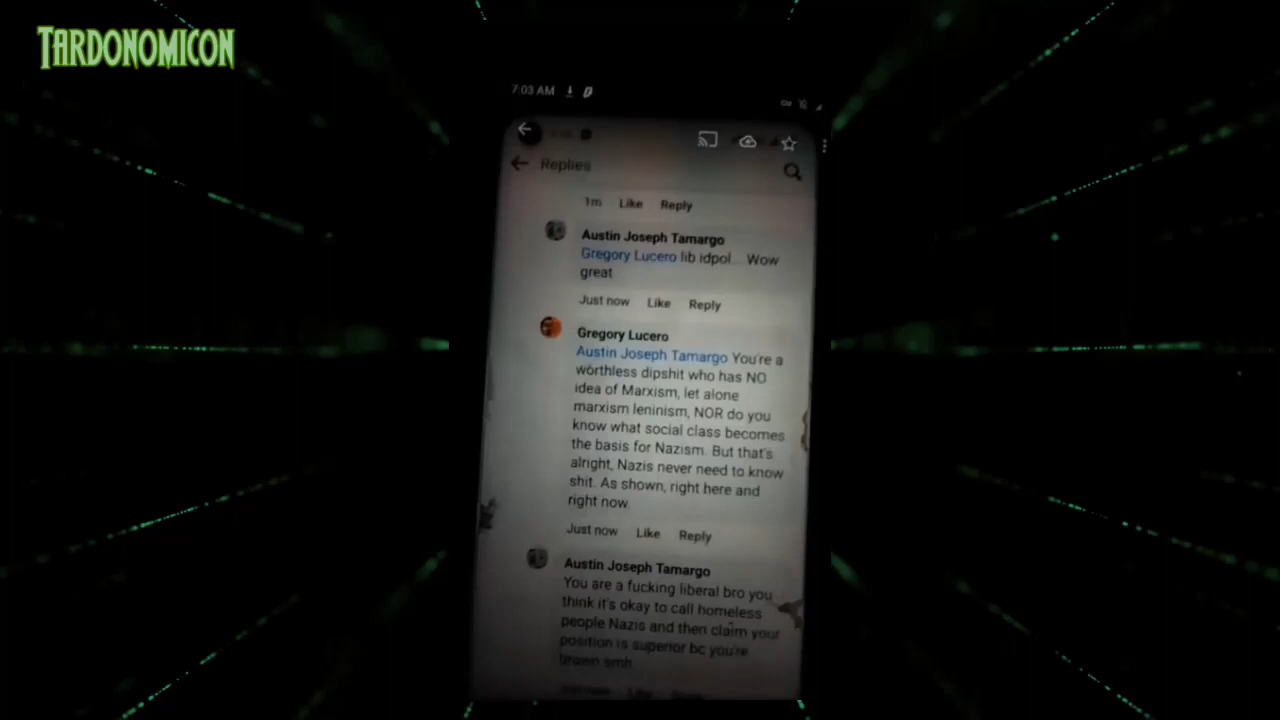 TARDONOMICON
7:03 AM
Replies
1m Like Reply
Austin Joseph Tamargo
Gregory Lucero lib idpol... Wow
great
Just now Like Reply
Gregory Lucero
Austin Joseph Tamargo You're a
worthless dipshit who has NO
idea of Marxism, let alone
marxism leninism, NOR do you
know what social class becomes
the basis for Nazism. But that's
alright, Nazis never need to know
shit. As shown, right here and
right now.
Just now Like Reply
Austin Joseph Tamargo
You are a fucking liberal bro you
think it's okay to call homeless
people Nazis and then claim your
position is superior bc you're
brown smh
Just now Like Reply